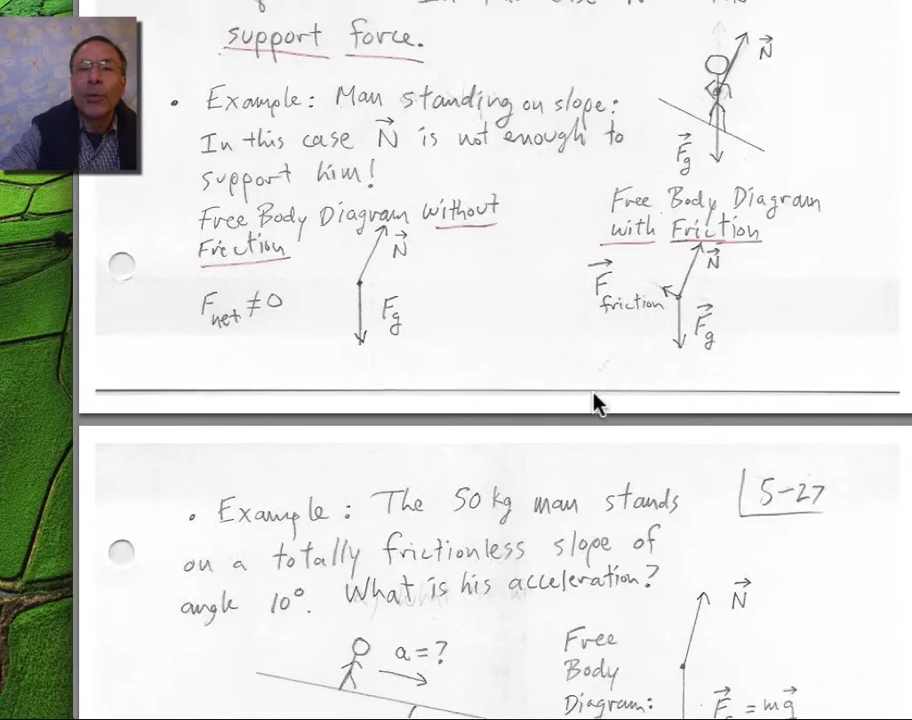 support force.
N
• Example: Man standing on slope:
In this case N is not enough to
support him!
Fg
Free Body Diagram without
Friction
N
Fnet ≠ 0
Fg
Free Body Diagram
with Friction
N
F friction
Fg
• Example: The 50 kg man stands
5-27
on a totally frictionless slope of
angle 10°. What is his acceleration?
a = ?
N
Free
Body
Diagram:
Fg = mg